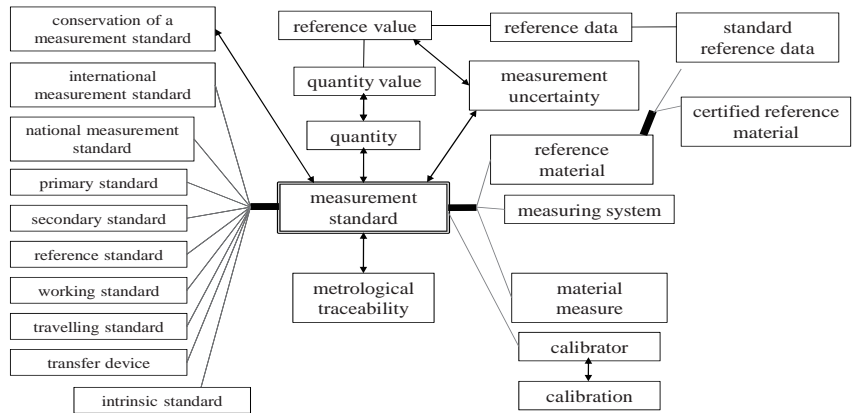 conservation of a
measurement standard
international
measurement standard
national measurement
standard
primary standard
secondary standard
reference standard
working standard
travelling standard
transfer device
intrinsic standard
reference value
quantity value
quantity
measurement
standard
metrological
traceability
reference data
measurement
uncertainty
standard
reference data
certified reference
material
reference
material
measuring system
material
measure
calibrator
calibration